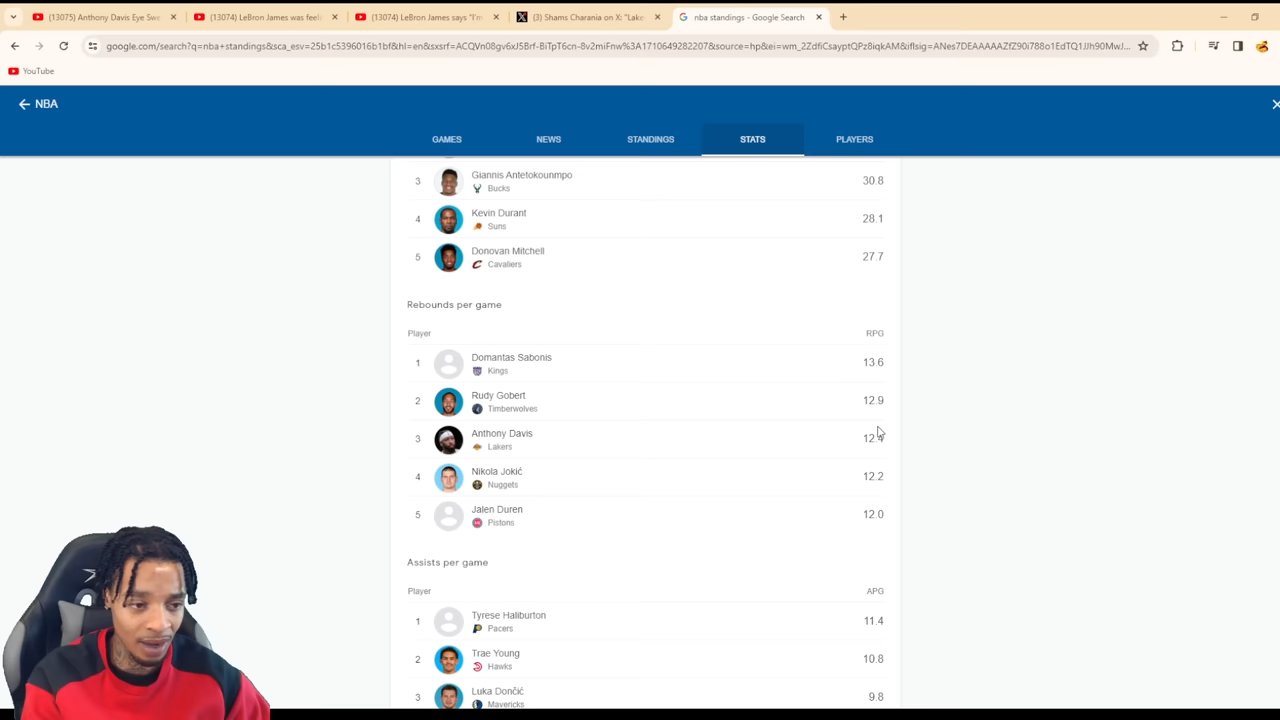 (13075) Anthony Davis Eye Swe
(13074) LeBron James was feeli
(13074) LeBron James says "I'm
(3) Shams Charania on X: "Lake
nba standings - Google Search
YouTube
NBA
GAMES
NEWS
STANDINGS
STATS
PLAYERS
3 Giannis Antetokounmpo 30.8
Bucks
4 Kevin Durant 28.1
Suns
5 Donovan Mitchell 27.7
Cavaliers
Rebounds per game
Player RPG
1 Domantas Sabonis 13.6
Kings
2 Rudy Gobert 12.9
Timberwolves
3 Anthony Davis
Lakers
4 Nikola Jokić 12.2
Nuggets
5 Jalen Duren 12.0
Pistons
Assists per game
Player APG
1 Tyrese Haliburton 11.4
Pacers
2 Trae Young 10.8
Hawks
3 Luka Dončić 9.8
Mavericks